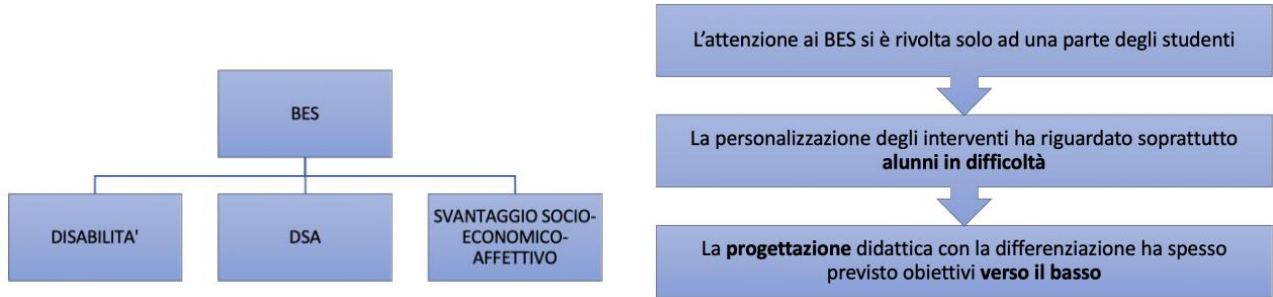 BES
DISABILITA'
DSA
SVANTAGGIO SOCIO-
ECONOMICO-
AFFETTIVO
L'attenzione ai BES si è rivolta solo ad una parte degli studenti
La personalizzazione degli interventi ha riguardato soprattutto
alunni in difficoltà
La progettazione didattica con la differenziazione ha spesso
previsto obiettivi verso il basso